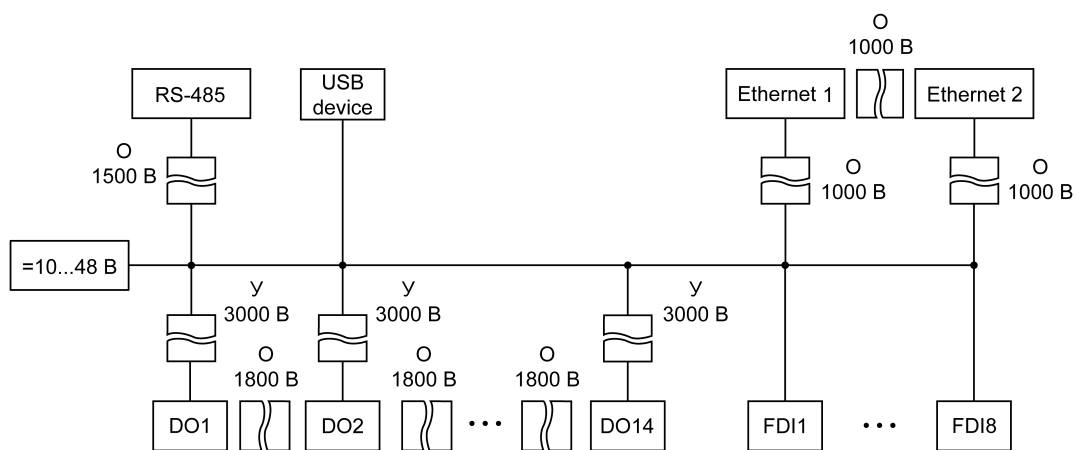 О
1000 В
RS-485
USB
device
Ethernet 1
Ethernet 2
О
1500 В
О
1000 В
О
1000 В
=10...48 В
У
3000 В
У
3000 В
У
3000 В
О
1800 В
О
1800 В
О
1800 В
DO1
DO2
...
DO14
FDI1
...
FDI8